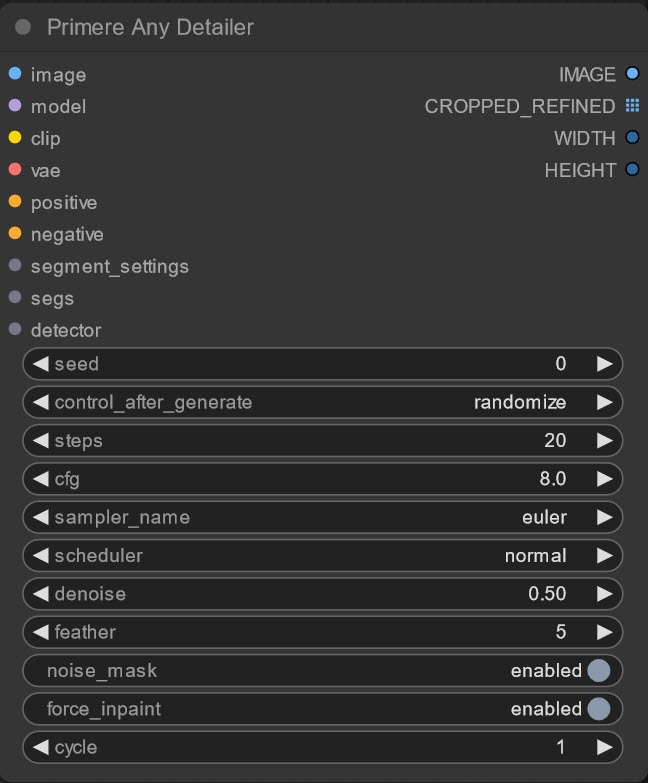 Primere Any Detailer
image IMAGE
model CROPPED_REFINED
clip WIDTH
vae HEIGHT
positive
negative
segment_settings
segs
detector
seed 0
control_after_generate randomize
steps 20
cfg 8.0
sampler_name euler
scheduler normal
denoise 0.50
feather 5
noise_mask enabled
force_inpaint enabled
cycle 1